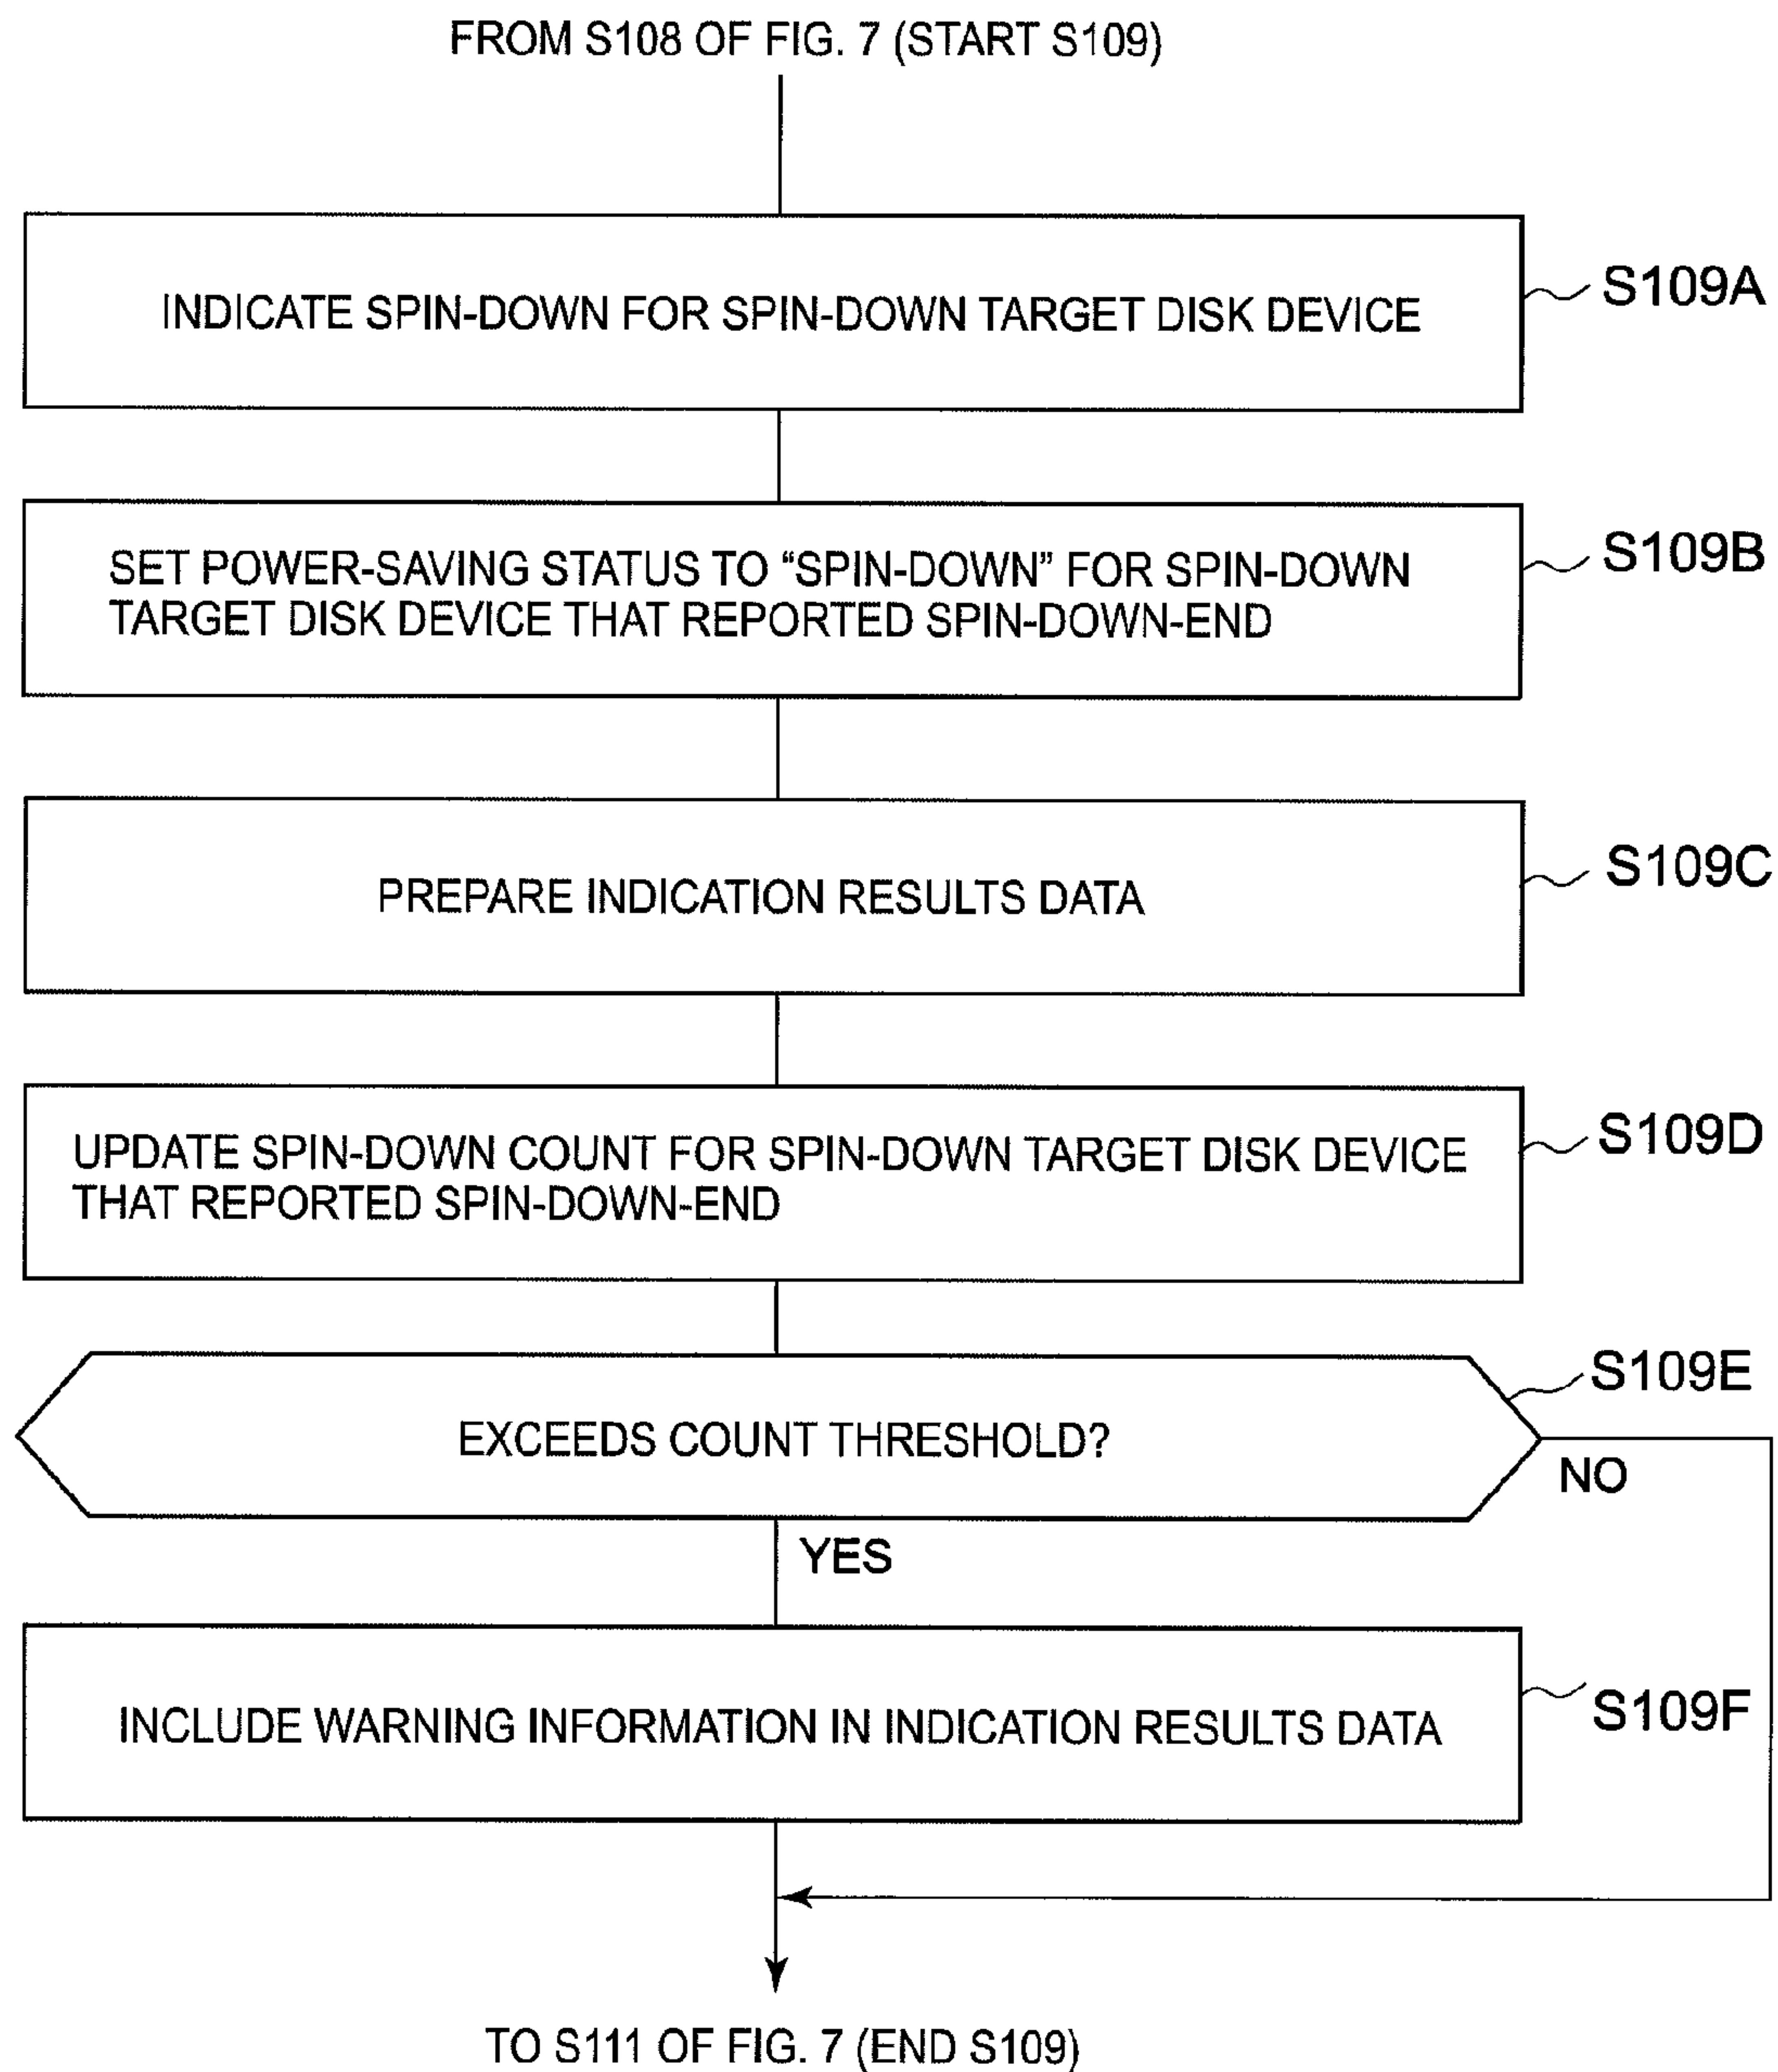 FROM S108 OF FIG. 7 (START S109)
INDICATE SPIN-DOWN FOR SPIN-DOWN TARGET DISK DEVICE
S109A
SET POWER-SAVING STATUS TO “SPIN-DOWN” FOR SPIN-DOWN
TARGET DISK DEVICE THAT REPORTED SPIN-DOWN-END
S109B
PREPARE INDICATION RESULTS DATA
S109C
UPDATE SPIN-DOWN COUNT FOR SPIN-DOWN TARGET DISK DEVICE
THAT REPORTED SPIN-DOWN-END
S109D
EXCEEDS COUNT THRESHOLD?
S109E
NO
YES
INCLUDE WARNING INFORMATION IN INDICATION RESULTS DATA
S109F
TO S111 OF FIG. 7 (END S109)